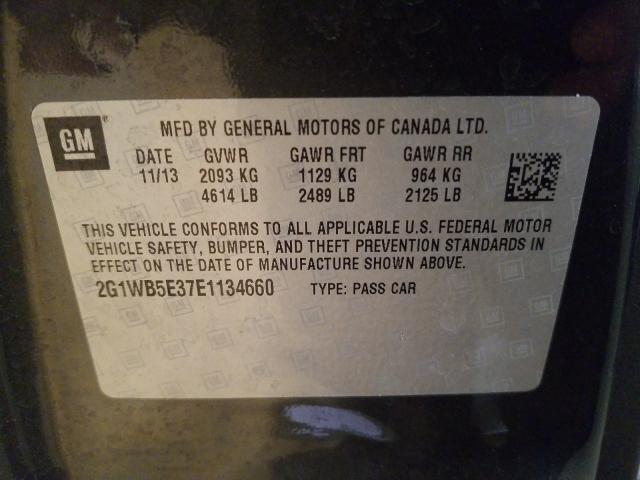 GM ®
MFD BY GENERAL MOTORS OF CANADA LTD.
DATE GVWR GAWR FRT GAWR RR
11/13 2093 KG 1129 KG 964 KG
4614 LB 2489 LB 2125 LB
THIS VEHICLE CONFORMS TO ALL APPLICABLE U.S. FEDERAL MOTOR
VEHICLE SAFETY, BUMPER, AND THEFT PREVENTION STANDARDS IN
EFFECT ON THE DATE OF MANUFACTURE SHOWN ABOVE.
2G1WB5E37E1134660 TYPE: PASS CAR